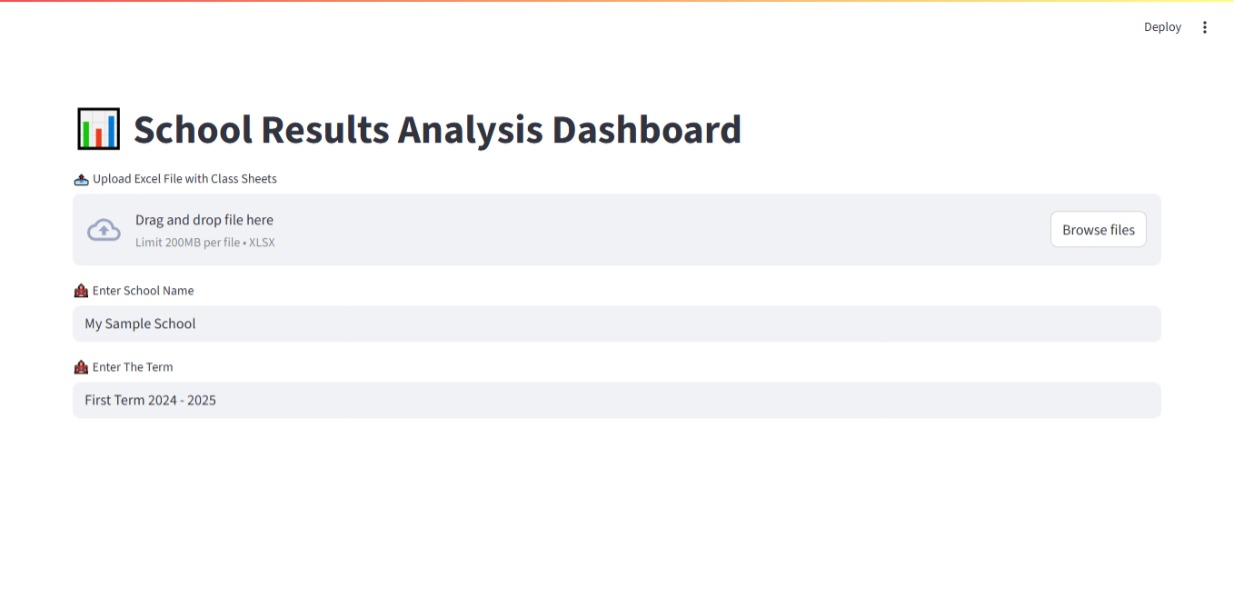 Deploy
School Results Analysis Dashboard
Upload Excel File with Class Sheets
Drag and drop file here
Limit 200MB per file • XLSX
Browse files
Enter School Name
My Sample School
Enter The Term
First Term 2024 - 2025